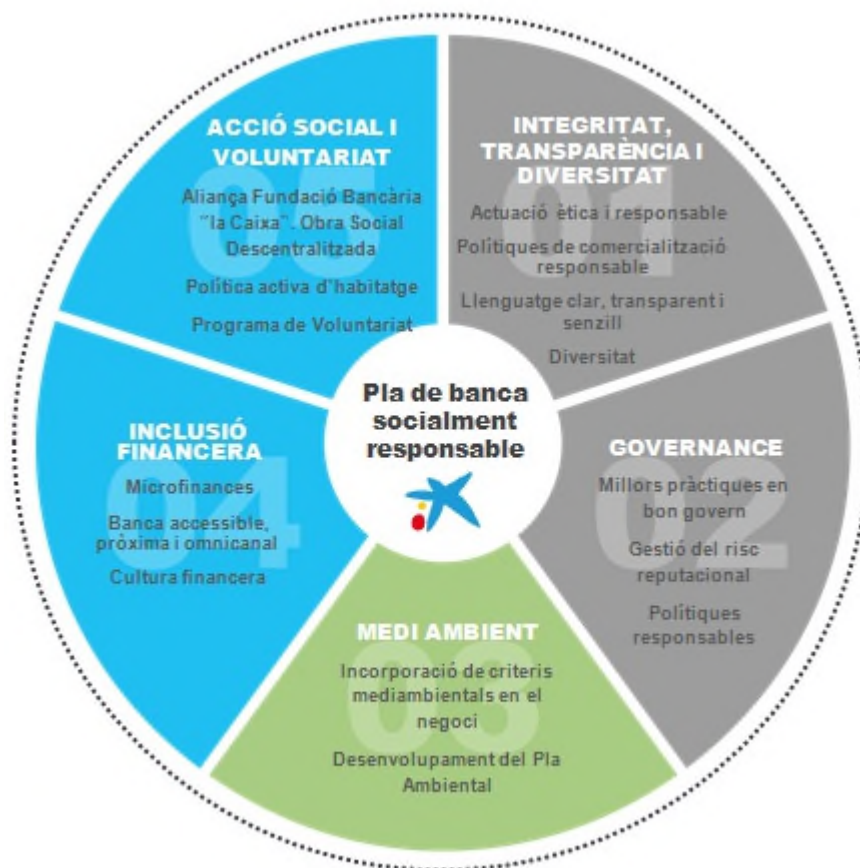 Pla de banca
socialment
responsable
01
INTEGRITAT,
TRANSPARÈNCIA I
DIVERSITAT
Actuació ètica i responsable
Polítiques de comercialització
responsable
Llenguatge clar, transparent i
senzill
Diversitat
02
GOVERNANCE
Millors pràctiques en
bon govern
Gestió del risc
reputacional
Polítiques
responsables
03
MEDI AMBIENT
Incorporació de criteris
mediambientals en el
negoci
Desenvolupament del Pla
Ambiental
04
INCLUSIÓ
FINANCERA
Microfinances
Banca accessible,
pròxima i omnicanal
Cultura financera
05
ACCIÓ SOCIAL I
VOLUNTARIAT
Aliança Fundació Bancària
"la Caixa". Obra Social
Descentralitzada
Política activa d'habitatge
Programa de Voluntariat